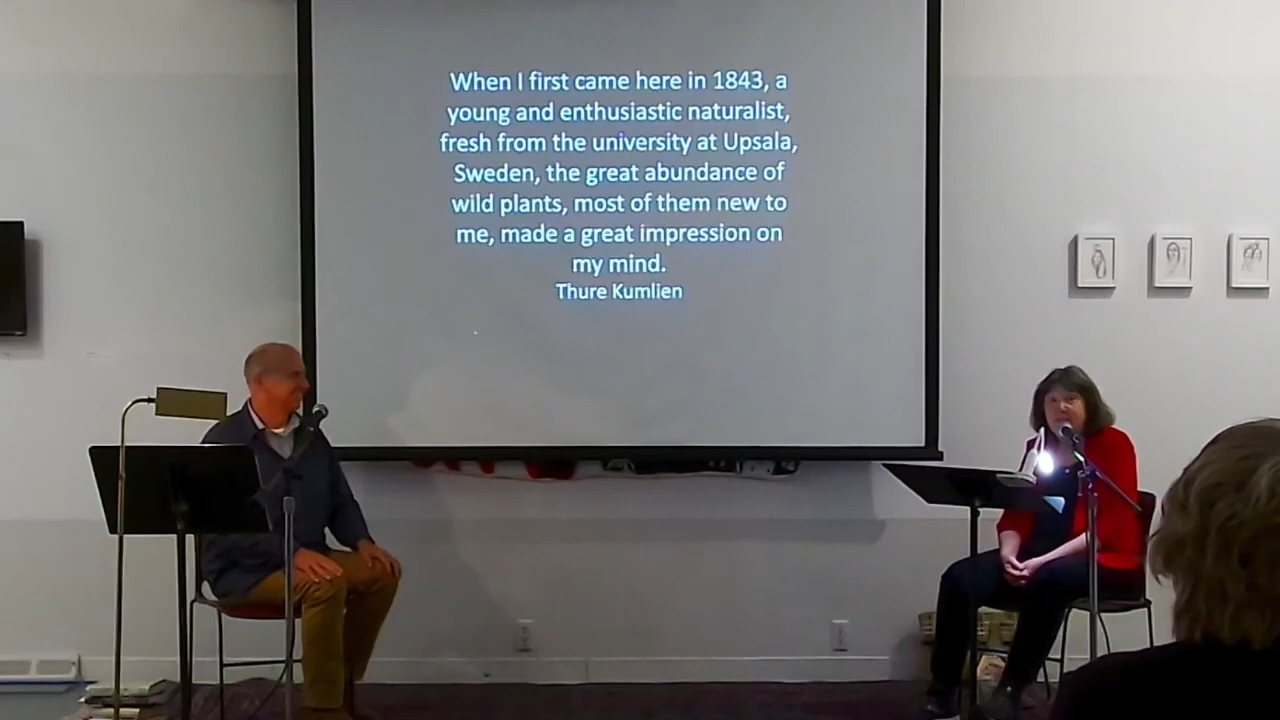 When I first came here in 1843, a
young and enthusiastic naturalist,
fresh from the university at Upsala,
Sweden, the great abundance of
wild plants, most of them new to
me, made a great impression on
my mind.
Thure Kumlien